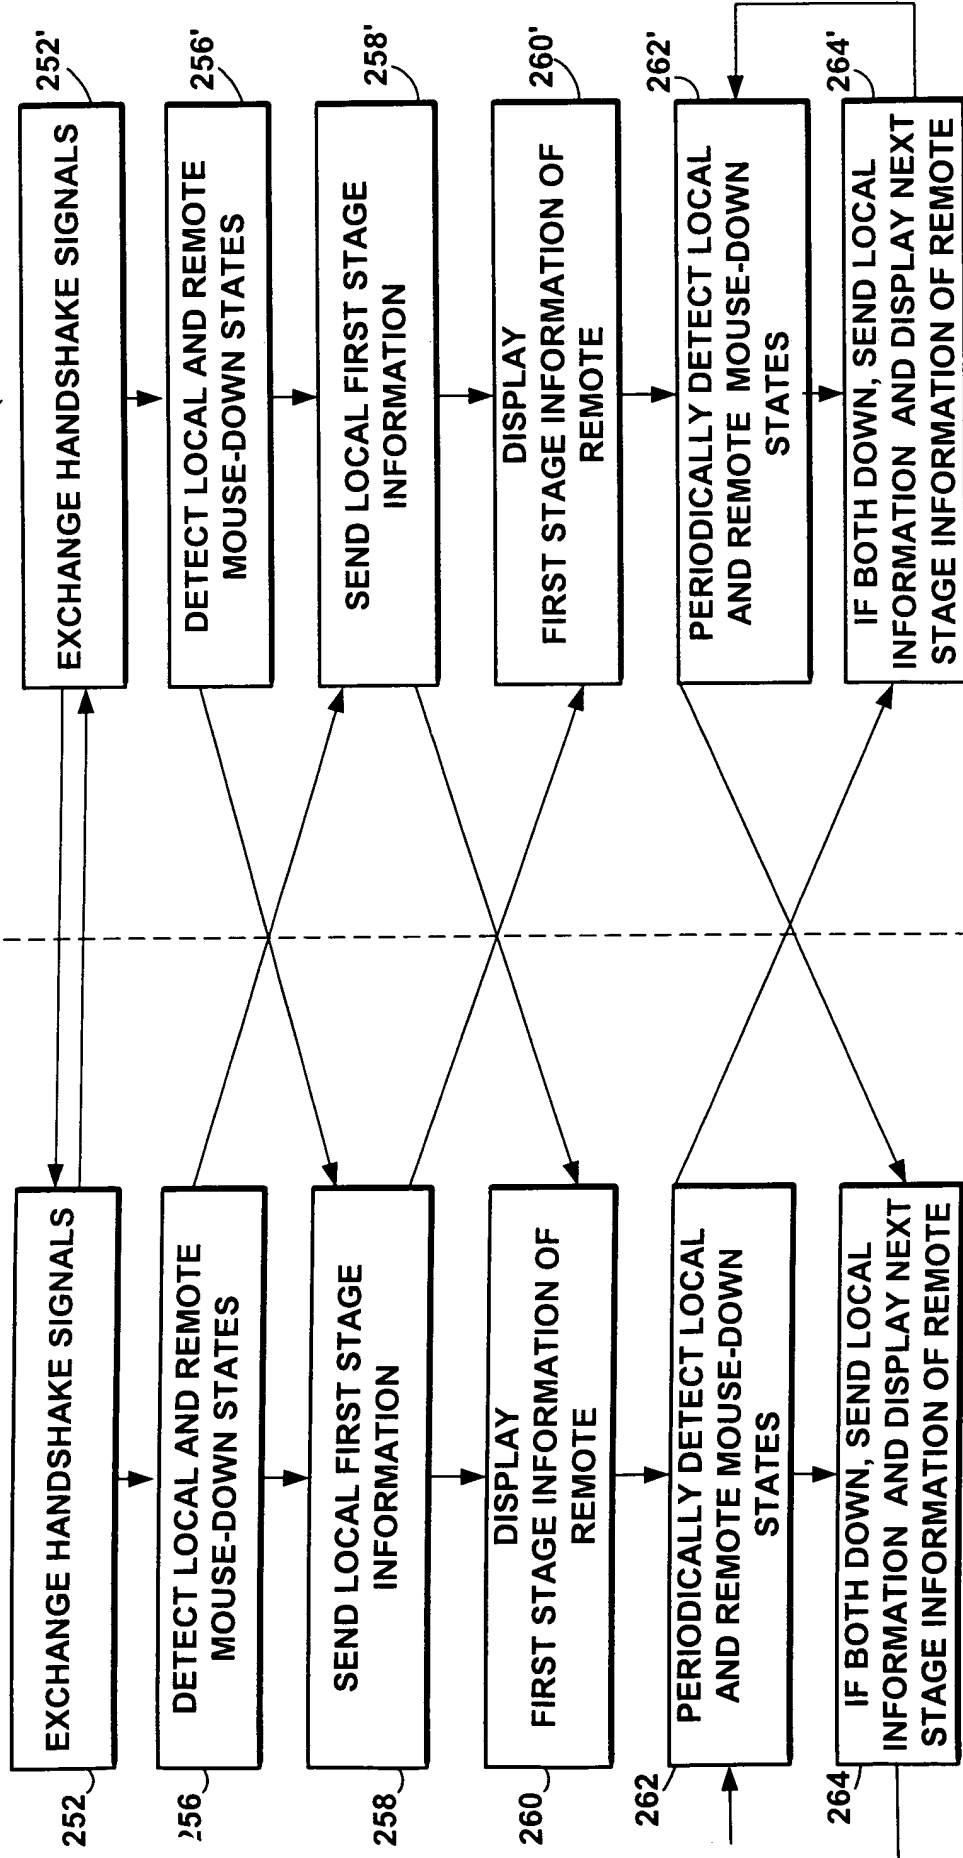 252
EXCHANGE HANDSHAKE SIGNALS
256
DETECT LOCAL AND REMOTE
MOUSE-DOWN STATES
258
SEND LOCAL FIRST STAGE
INFORMATION
260
DISPLAY
FIRST STAGE INFORMATION OF
REMOTE
262
PERIODICALLY DETECT LOCAL
AND REMOTE MOUSE-DOWN
STATES
264
IF BOTH DOWN, SEND LOCAL
INFORMATION AND DISPLAY NEXT
STAGE INFORMATION OF REMOTE
252'
EXCHANGE HANDSHAKE SIGNALS
256'
DETECT LOCAL AND REMOTE
MOUSE-DOWN STATES
258'
SEND LOCAL FIRST STAGE
INFORMATION
260'
DISPLAY
FIRST STAGE INFORMATION OF
REMOTE
262'
PERIODICALLY DETECT LOCAL
AND REMOTE MOUSE-DOWN
STATES
264'
IF BOTH DOWN, SEND LOCAL
INFORMATION AND DISPLAY NEXT
STAGE INFORMATION OF REMOTE